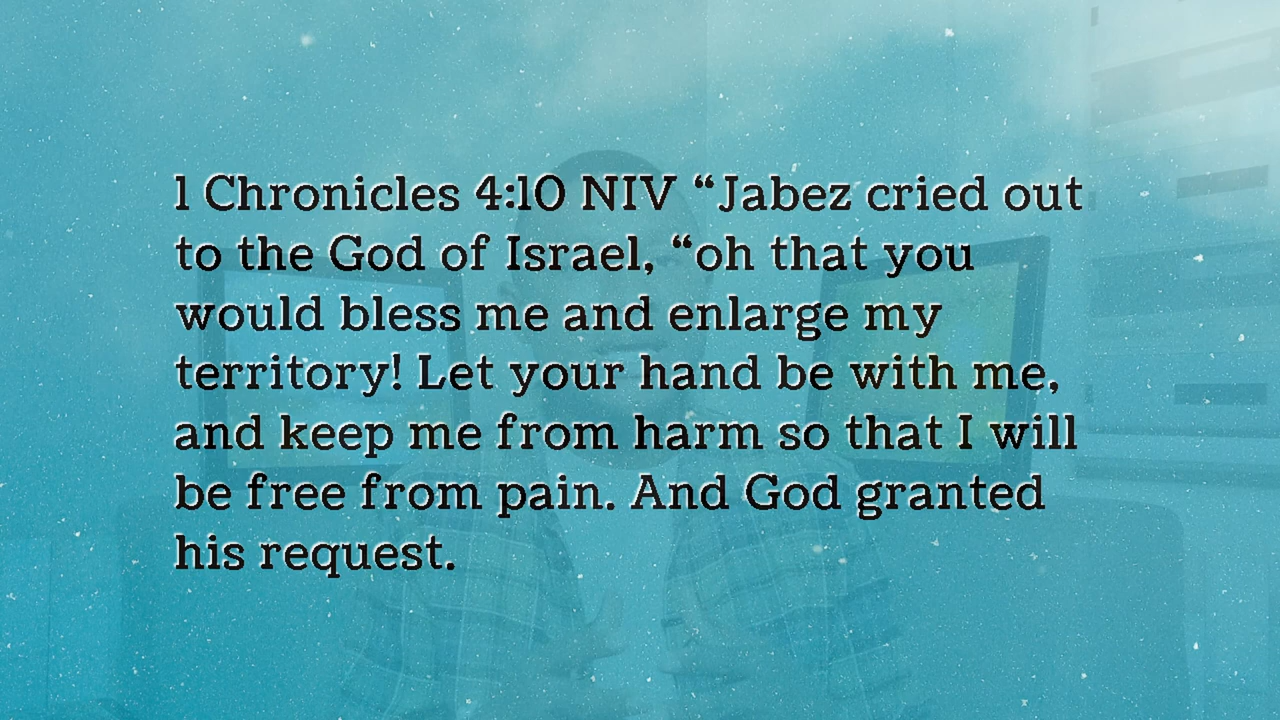 1 Chronicles 4:10 NIV “Jabez cried out
to the God of Israel, “oh that you
would bless me and enlarge my
territory! Let your hand be with me,
and keep me from harm so that I will
be free from pain. And God granted
his request.